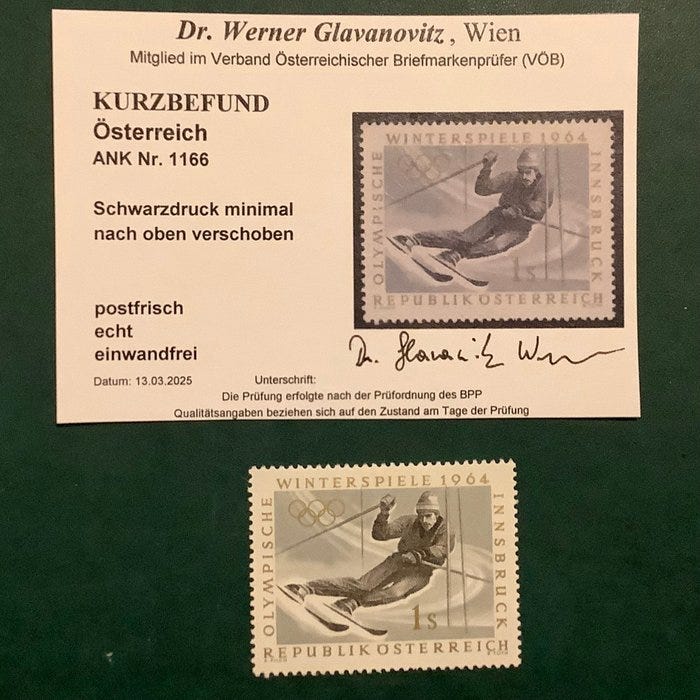 Dr. Werner Glavanovitz, Wien
Mitglied im Verband Österreichischer Briefmarkenprüfer (VÖB)
KURZBEFUND
Österreich
ANK Nr. 1166
Schwarzdruck minimal
nach oben verschoben
postfrisch
echt
einwandfrei
Datum: 13.03.2025 Unterschrift:
Die Prüfung erfolgte nach der Prüfordnung des BPP
Qualitätsangaben beziehen sich auf den Zustand am Tage der Prüfung
WINTERSPIELE 1964
OLYMPISCHE
INNSBRUCK
1s
REPUBLIK ÖSTERREICH
WINTERSPIELE 1964
OLYMPISCHE
INNSBRUCK
1s
REPUBLIK ÖSTERREICH